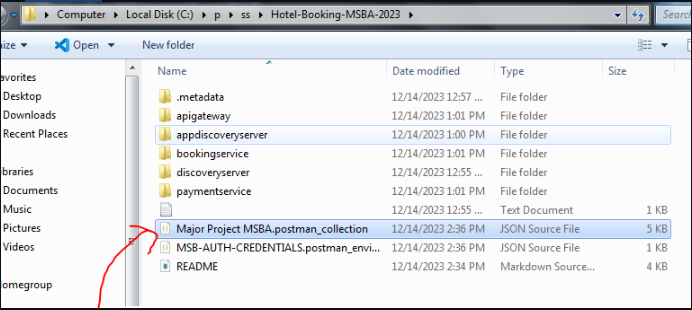 Computer ▸ Local Disk (C:) ▸ p ▸ ss ▸ Hotel-Booking-MSBA-2023 ▸
Searc
nize ▾ Open ▾ New folder
Name Date modified Type Size
avorites
Desktop
Downloads
Recent Places
ibraries
Documents
Music
Pictures
Videos
omegroup
.metadata 12/14/2023 12:57 ... File folder
apigateway 12/14/2023 1:01 PM File folder
appdiscoveryserver 12/14/2023 1:00 PM File folder
bookingservice 12/14/2023 1:01 PM File folder
discoveryserver 12/14/2023 12:55 ... File folder
paymentservice 12/14/2023 1:01 PM File folder
12/14/2023 12:55 ... Text Document 1 KB
Major Project MSBA.postman_collection 12/14/2023 2:36 PM JSON Source File 5 KB
MSB-AUTH-CREDENTIALS.postman_envi... 12/14/2023 2:36 PM JSON Source File 1 KB
README 12/14/2023 2:34 PM Markdown Source... 4 KB